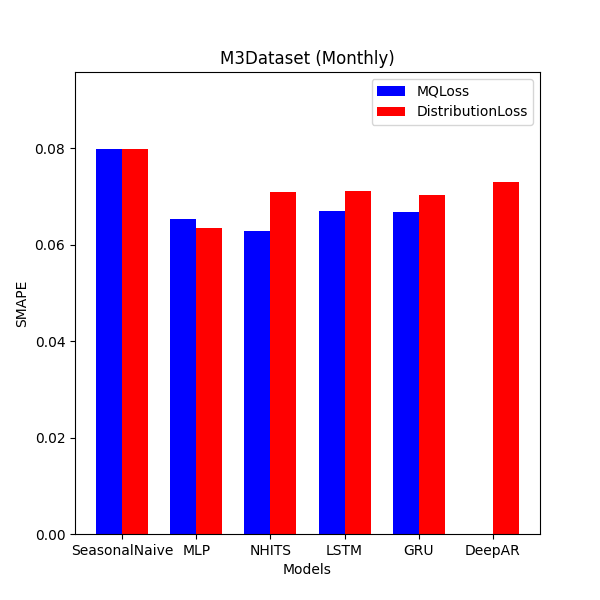 M3Dataset (Monthly)
MQLoss
DistributionLoss
0.08
0.06
0.04
0.02
0.00
SMAPE
SeasonalNaive MLP NHITS LSTM GRU DeepAR
Models